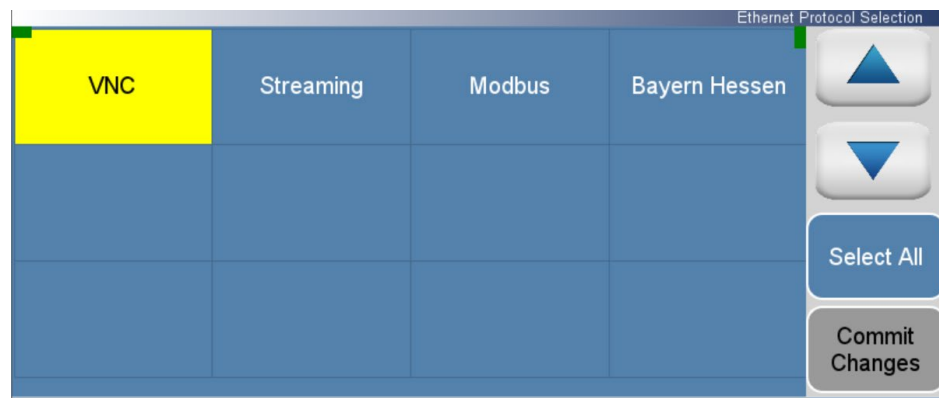 Ethernet Protocol Selection
VNC
Streaming
Modbus
Bayern Hessen
Select All
Commit
Changes